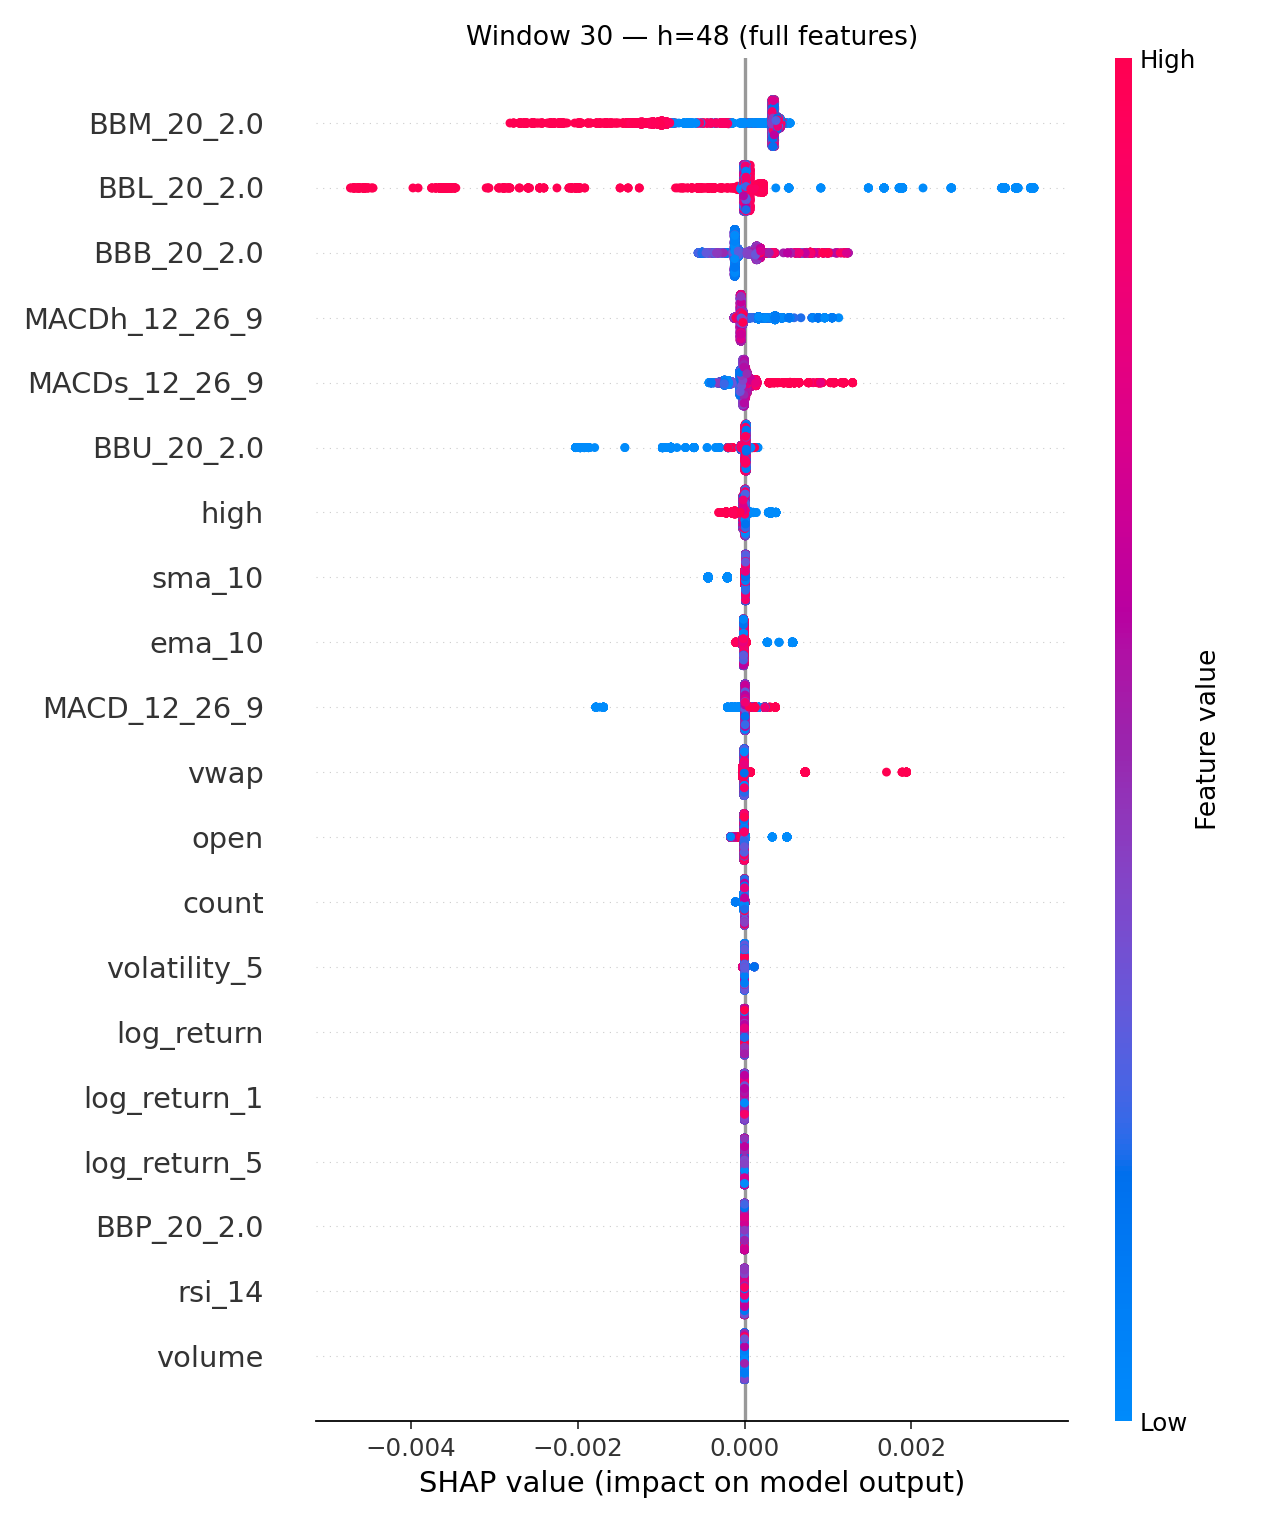 Window 30 — h=48 (full features)
High
BBM_20_2.0
BBL_20_2.0
BBB_20_2.0
MACDh_12_26_9
MACDs_12_26_9
BBU_20_2.0
high
sma_10
ema_10
MACD_12_26_9
vwap
open
count
volatility_5
log_return
log_return_1
log_return_5
BBP_20_2.0
rsi_14
volume
Feature value
Low
−0.004 −0.002 0.000 0.002
SHAP value (impact on model output)